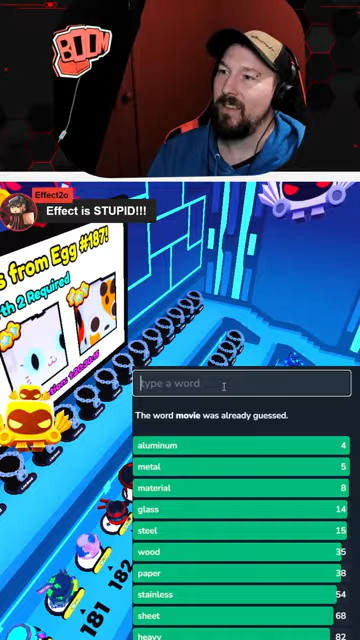 BOOM
Effect2o
Effect is STUPID!!!
s from Egg #187!
th 2 Required
type a word
The word movie was already guessed.
aluminum 4
metal 5
material 8
glass 14
steel 15
wood 35
paper 38
stainless 54
sheet 68
heavy 82
181
182